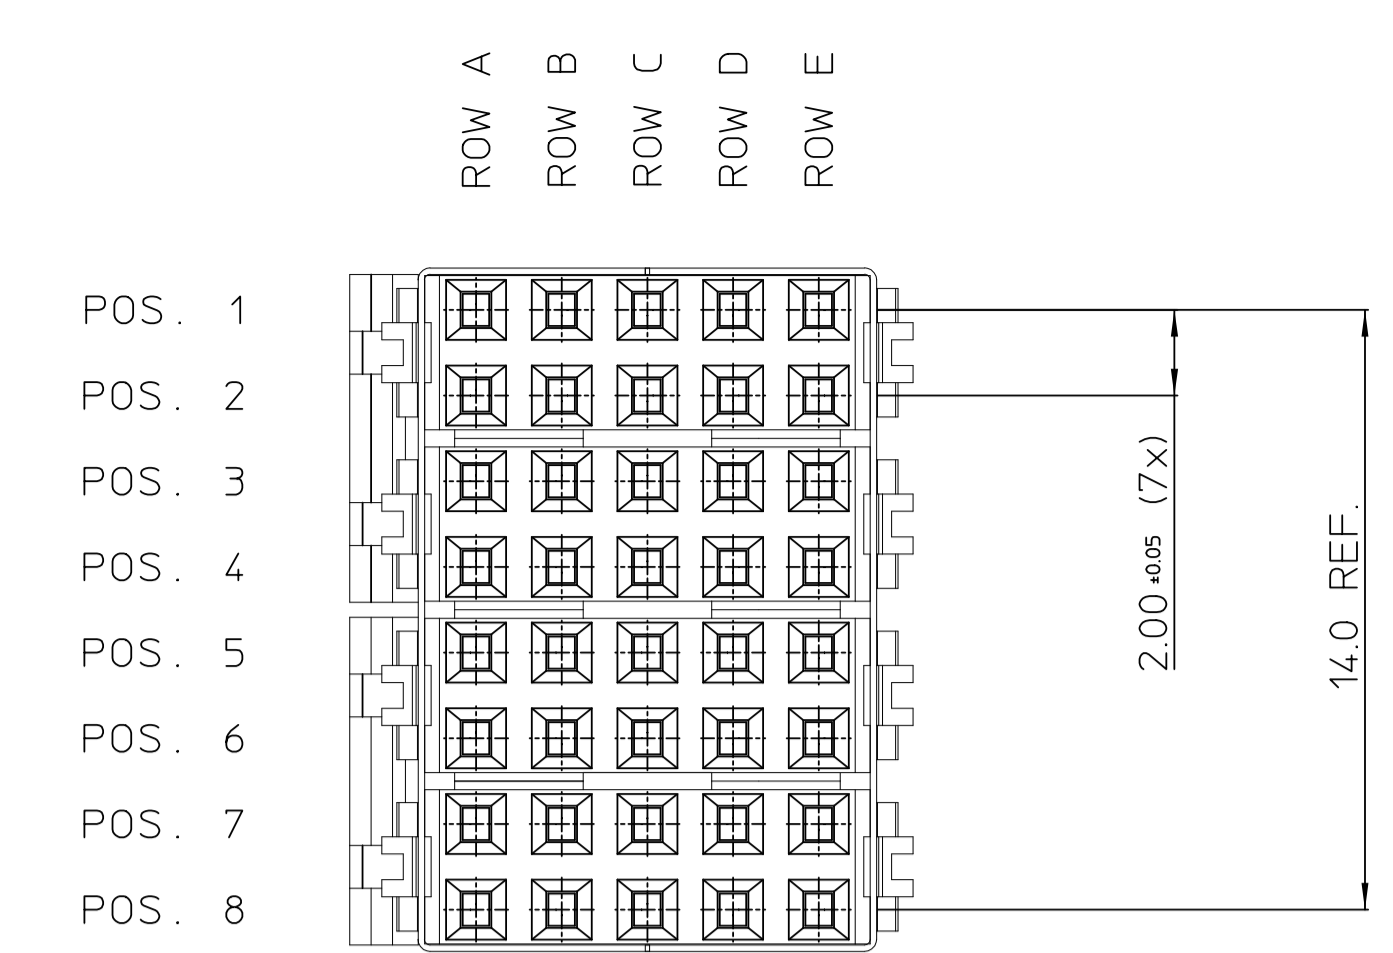 ROW A
ROW B
ROW C
ROW D
ROW E
POS. 1
POS. 2
POS. 3
POS. 4
POS. 5
POS. 6
POS. 7
POS. 8
2.00 ±0.05 (7x)
14.0 REF.